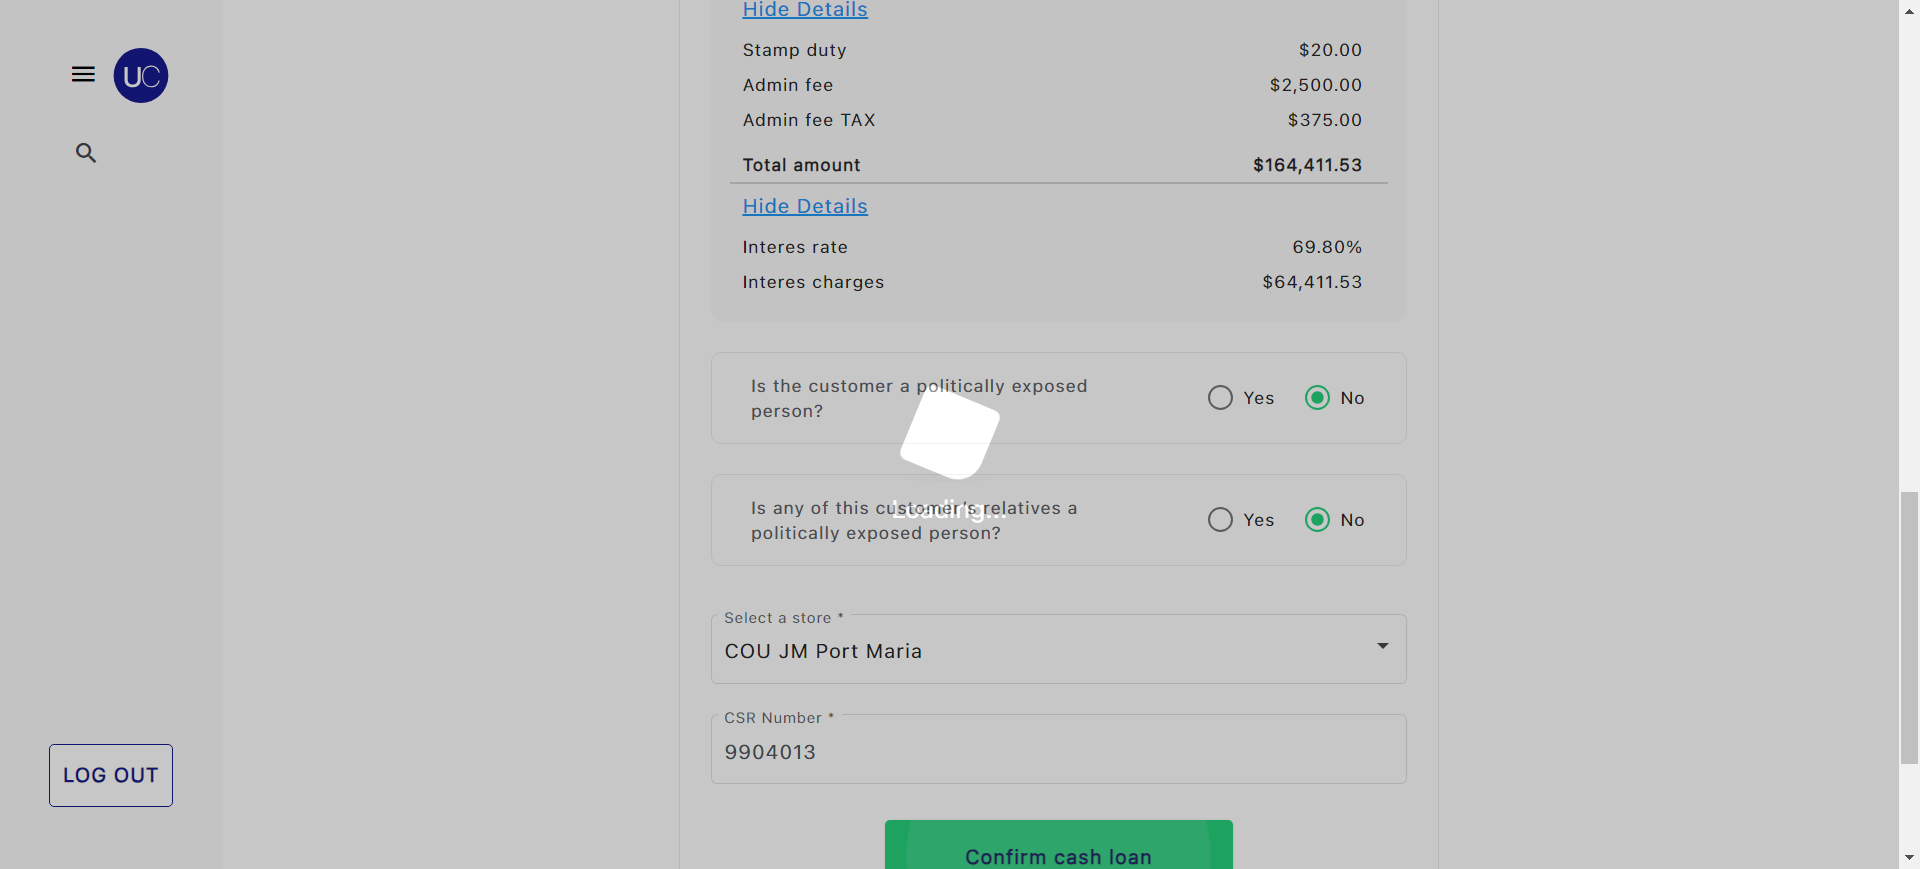 Hide Details
UC
Stamp duty $20.00
Admin fee $2,500.00
Admin fee TAX $375.00
Total amount $164,411.53
Hide Details
Interes rate 69.80%
Interes charges $64,411.53
Is the customer a politically exposed
person?
Yes No
Loading...
Is any of this customer's relatives a
politically exposed person?
Yes No
Select a store *
COU JM Port Maria
CSR Number *
9904013
LOG OUT
Confirm cash loan